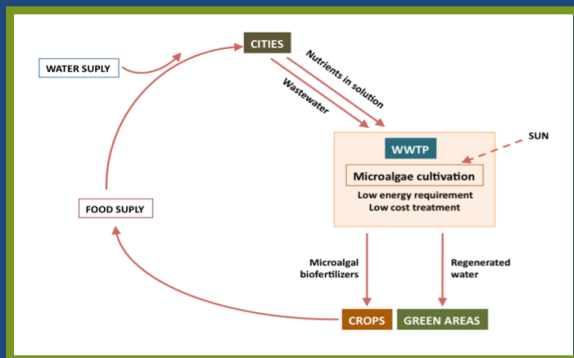 CITIES
WATER SUPLY
Nutrients in solution
Wastewater
SUN
WWTP
Microalgae cultivation
Low energy requirement
Low cost treatment
FOOD SUPLY
Microalgal
biofertilizers
Regenerated
water
CROPS
GREEN AREAS